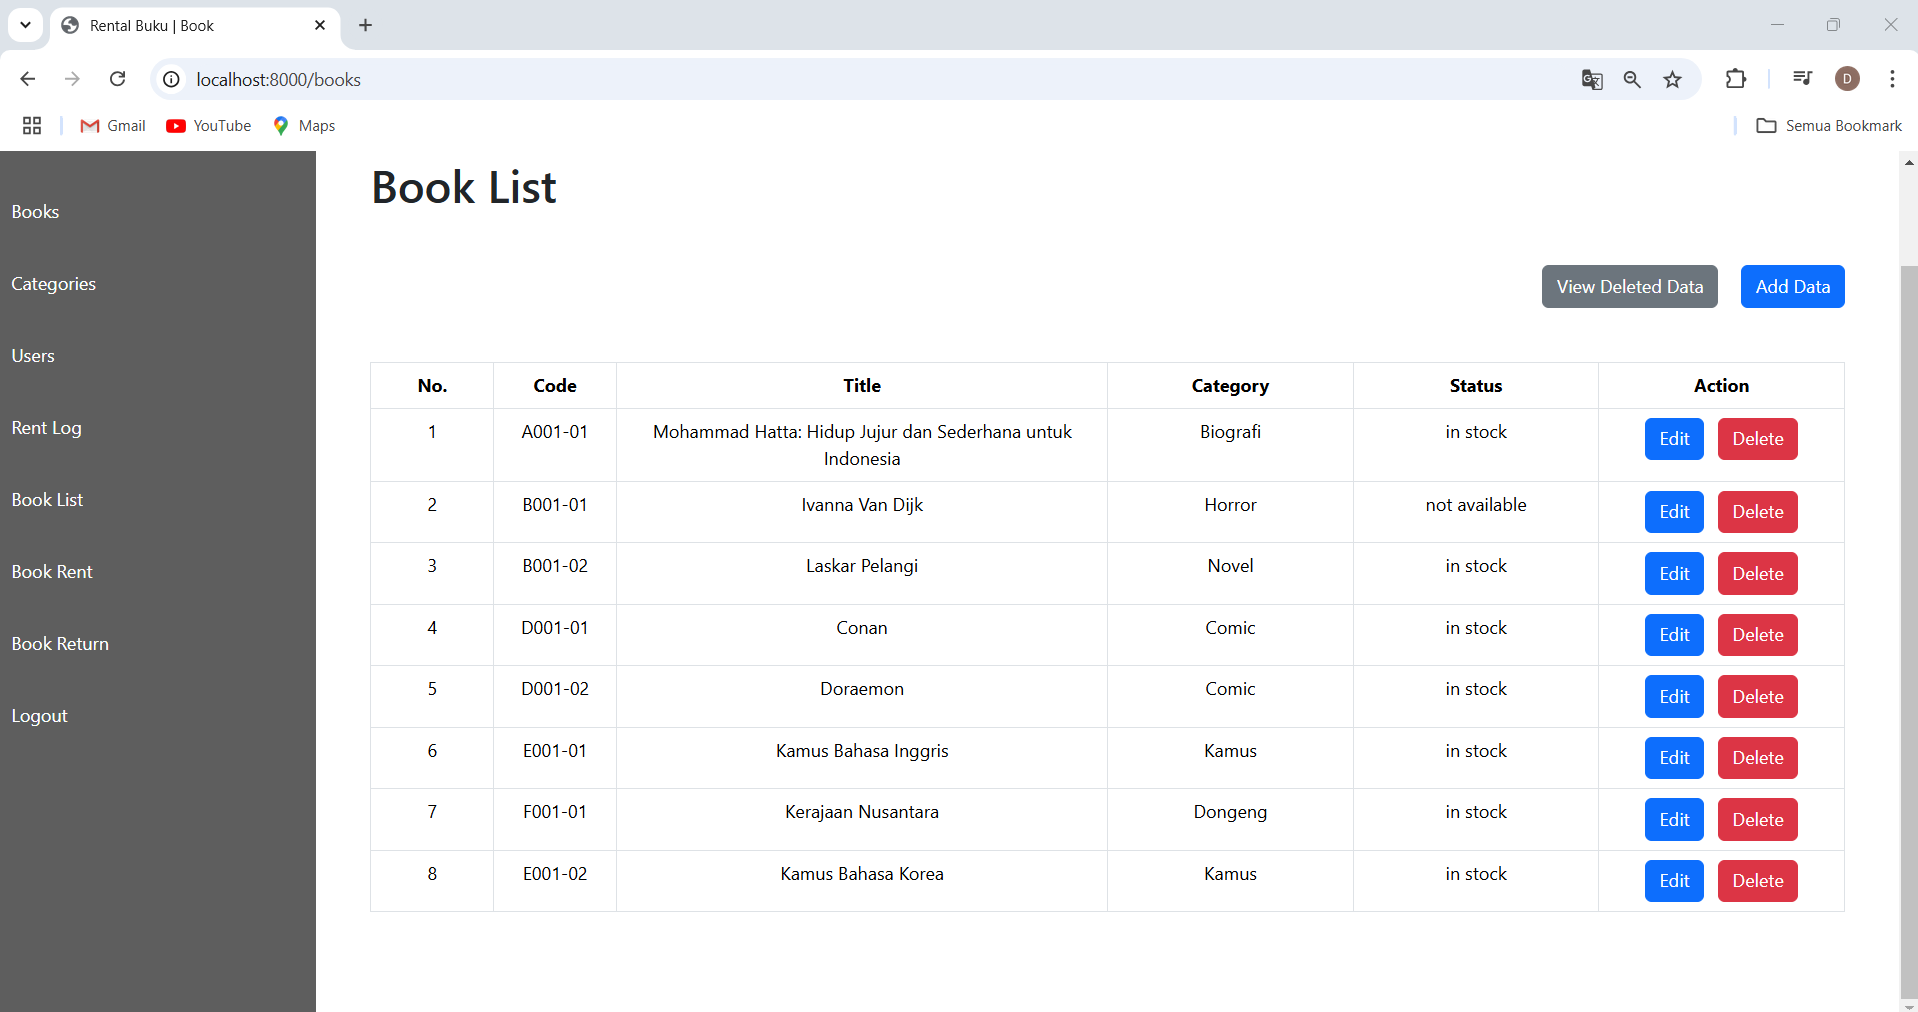 Rental Buku | Book
localhost:8000/books
D
Gmail
YouTube
Maps
Semua Bookmark
Books
Categories
Users
Rent Log
Book List
Book Rent
Book Return
Logout
Book List
View Deleted Data Add Data
No. Code Title Category Status Action
1 A001-01 Mohammad Hatta: Hidup Jujur dan Sederhana untuk Biografi in stock Edit Delete
Indonesia
2 B001-01 Ivanna Van Dijk Horror not available Edit Delete
3 B001-02 Laskar Pelangi Novel in stock Edit Delete
4 D001-01 Conan Comic in stock Edit Delete
5 D001-02 Doraemon Comic in stock Edit Delete
6 E001-01 Kamus Bahasa Inggris Kamus in stock Edit Delete
7 F001-01 Kerajaan Nusantara Dongeng in stock Edit Delete
8 E001-02 Kamus Bahasa Korea Kamus in stock Edit Delete